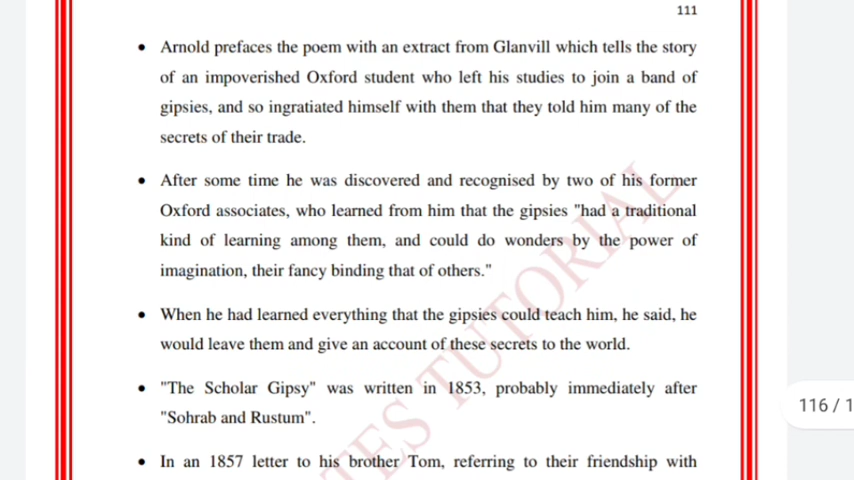 111
• Arnold prefaces the poem with an extract from Glanvill which tells the story
of an impoverished Oxford student who left his studies to join a band of
gipsies, and so ingratiated himself with them that they told him many of the
secrets of their trade.
• After some time he was discovered and recognised by two of his former
Oxford associates, who learned from him that the gipsies "had a traditional
kind of learning among them, and could do wonders by the power of
imagination, their fancy binding that of others."
• When he had learned everything that the gipsies could teach him, he said, he
would leave them and give an account of these secrets to the world.
• "The Scholar Gipsy" was written in 1853, probably immediately after
"Sohrab and Rustum".
• In an 1857 letter to his brother Tom, referring to their friendship with
TES TUTORIAL
116 / 1